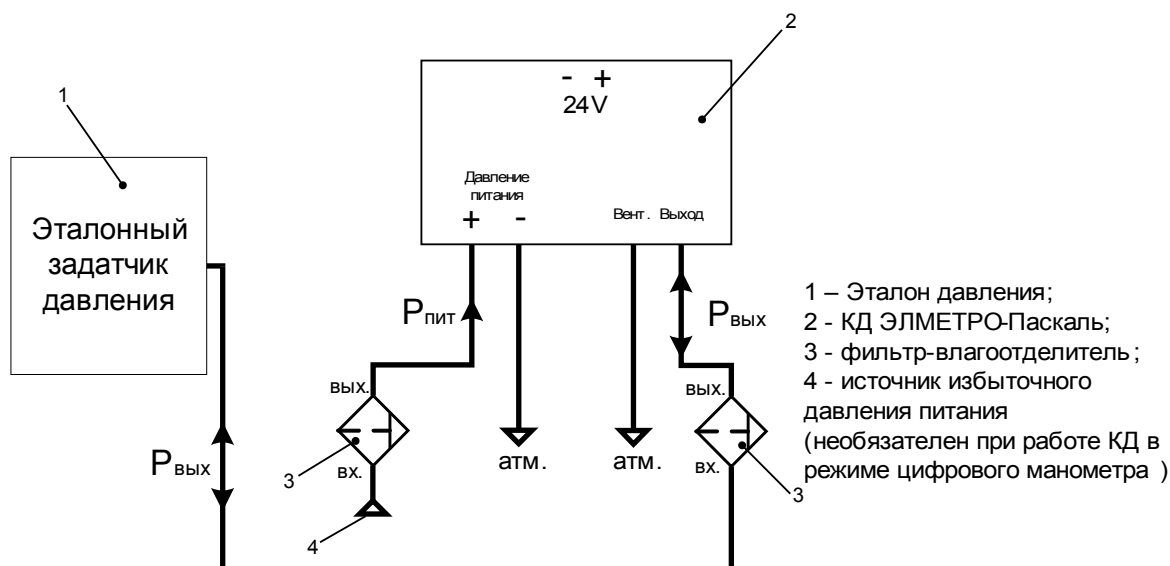 1
Эталонный
задатчик
давления
Pвых
2
- +
24V
Давление
питания
+ -
Вент. Выход
Pпит
вых.
3
вх.
4
атм.
атм.
Pвых
вых.
вх.
3
1 – Эталон давления;
2 - КД ЭЛМЕТРО-Паскаль;
3 - фильтр-влагоотделитель;
4 - источник избыточного
давления питания
(необязателен при работе КД в
режиме цифрового манометра )